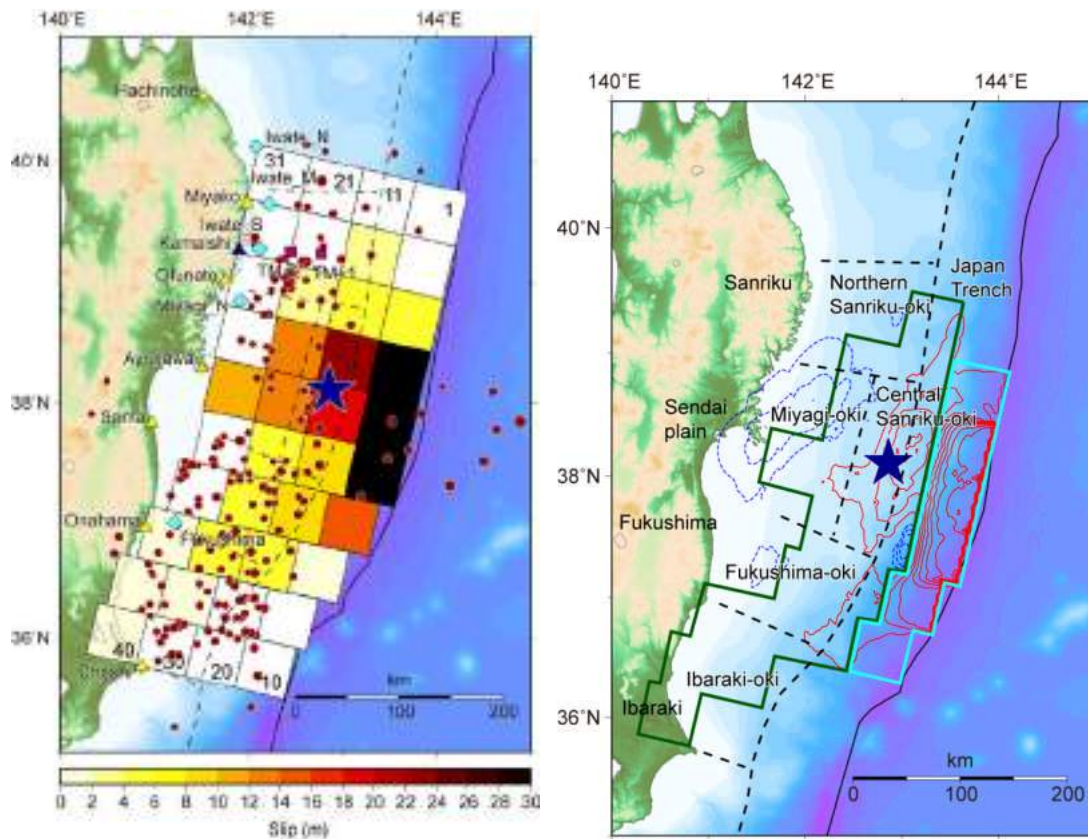 140°E
142°E
144°E
Hachinohe
40°N
Iwate_N
31
Iwate_M
21
11
1
Miyako
Iwate_S
Kamaishi
Ofunato
TM-1
Miyagi_N
Ayukawa
38°N
Soma
Onahama
Fukushima
36°N
40
30
20
10
Choshi
km
0
100
200
0
2
4
6
8
10
12
14
16
18
20
22
24
26
28
30
Slip (m)
140°E
142°E
144°E
40°N
Sanriku
Northern
Sanriku-oki
Japan
Trench
Sendai
plain
Miyagi-oki
Central
Sanriku-oki
38°N
Fukushima
Fukushima-oki
Ibaraki-oki
Ibaraki
36°N
km
0
100
200